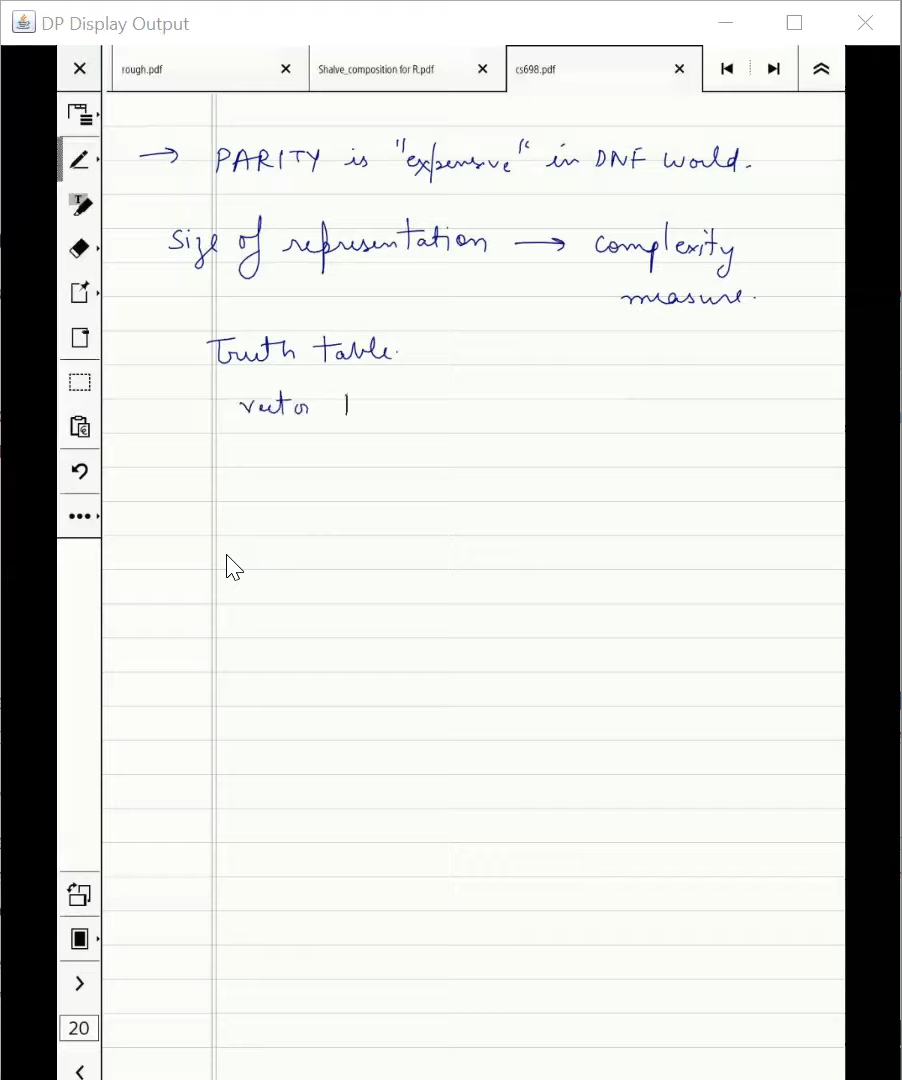 DP Display Output
rough.pdf
Shalve_composition for R.pdf
cs698.pdf
→ PARITY is "expensive" in DNF world.
Size of representation → complexity
measure.
Truth table.
vector |
20